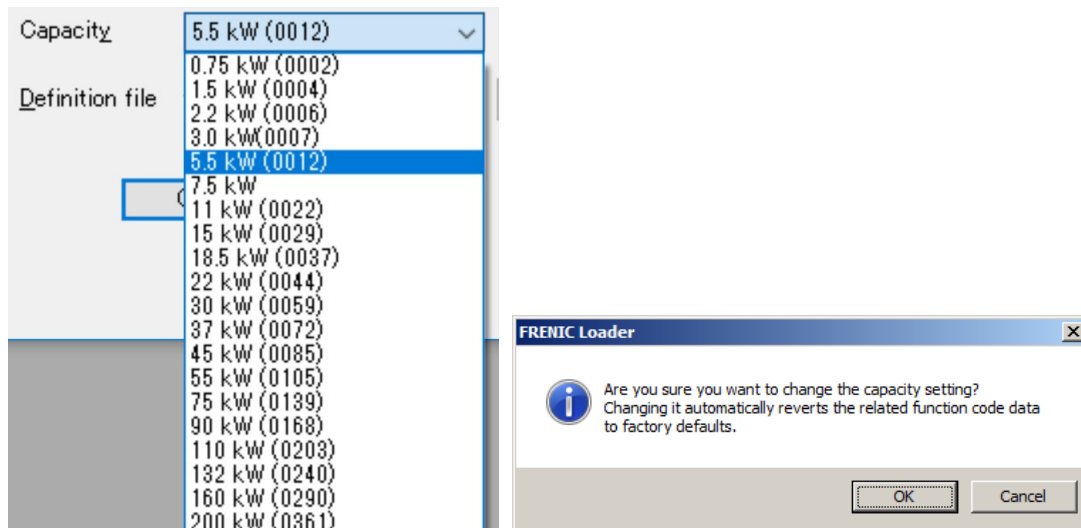 Capacity
5.5 kW (0012)
0.75 kW (0002)
1.5 kW (0004)
Definition file
2.2 kW (0006)
3.0 kW(0007)
5.5 kW (0012)
7.5 kW
11 kW (0022)
15 kW (0029)
18.5 kW (0037)
22 kW (0044)
30 kW (0059)
37 kW (0072)
45 kW (0085)
55 kW (0105)
75 kW (0139)
90 kW (0168)
110 kW (0203)
132 kW (0240)
160 kW (0290)
200 kW (0361)
FRENIC Loader
Are you sure you want to change the capacity setting?
Changing it automatically reverts the related function code data
to factory defaults.
OK
Cancel